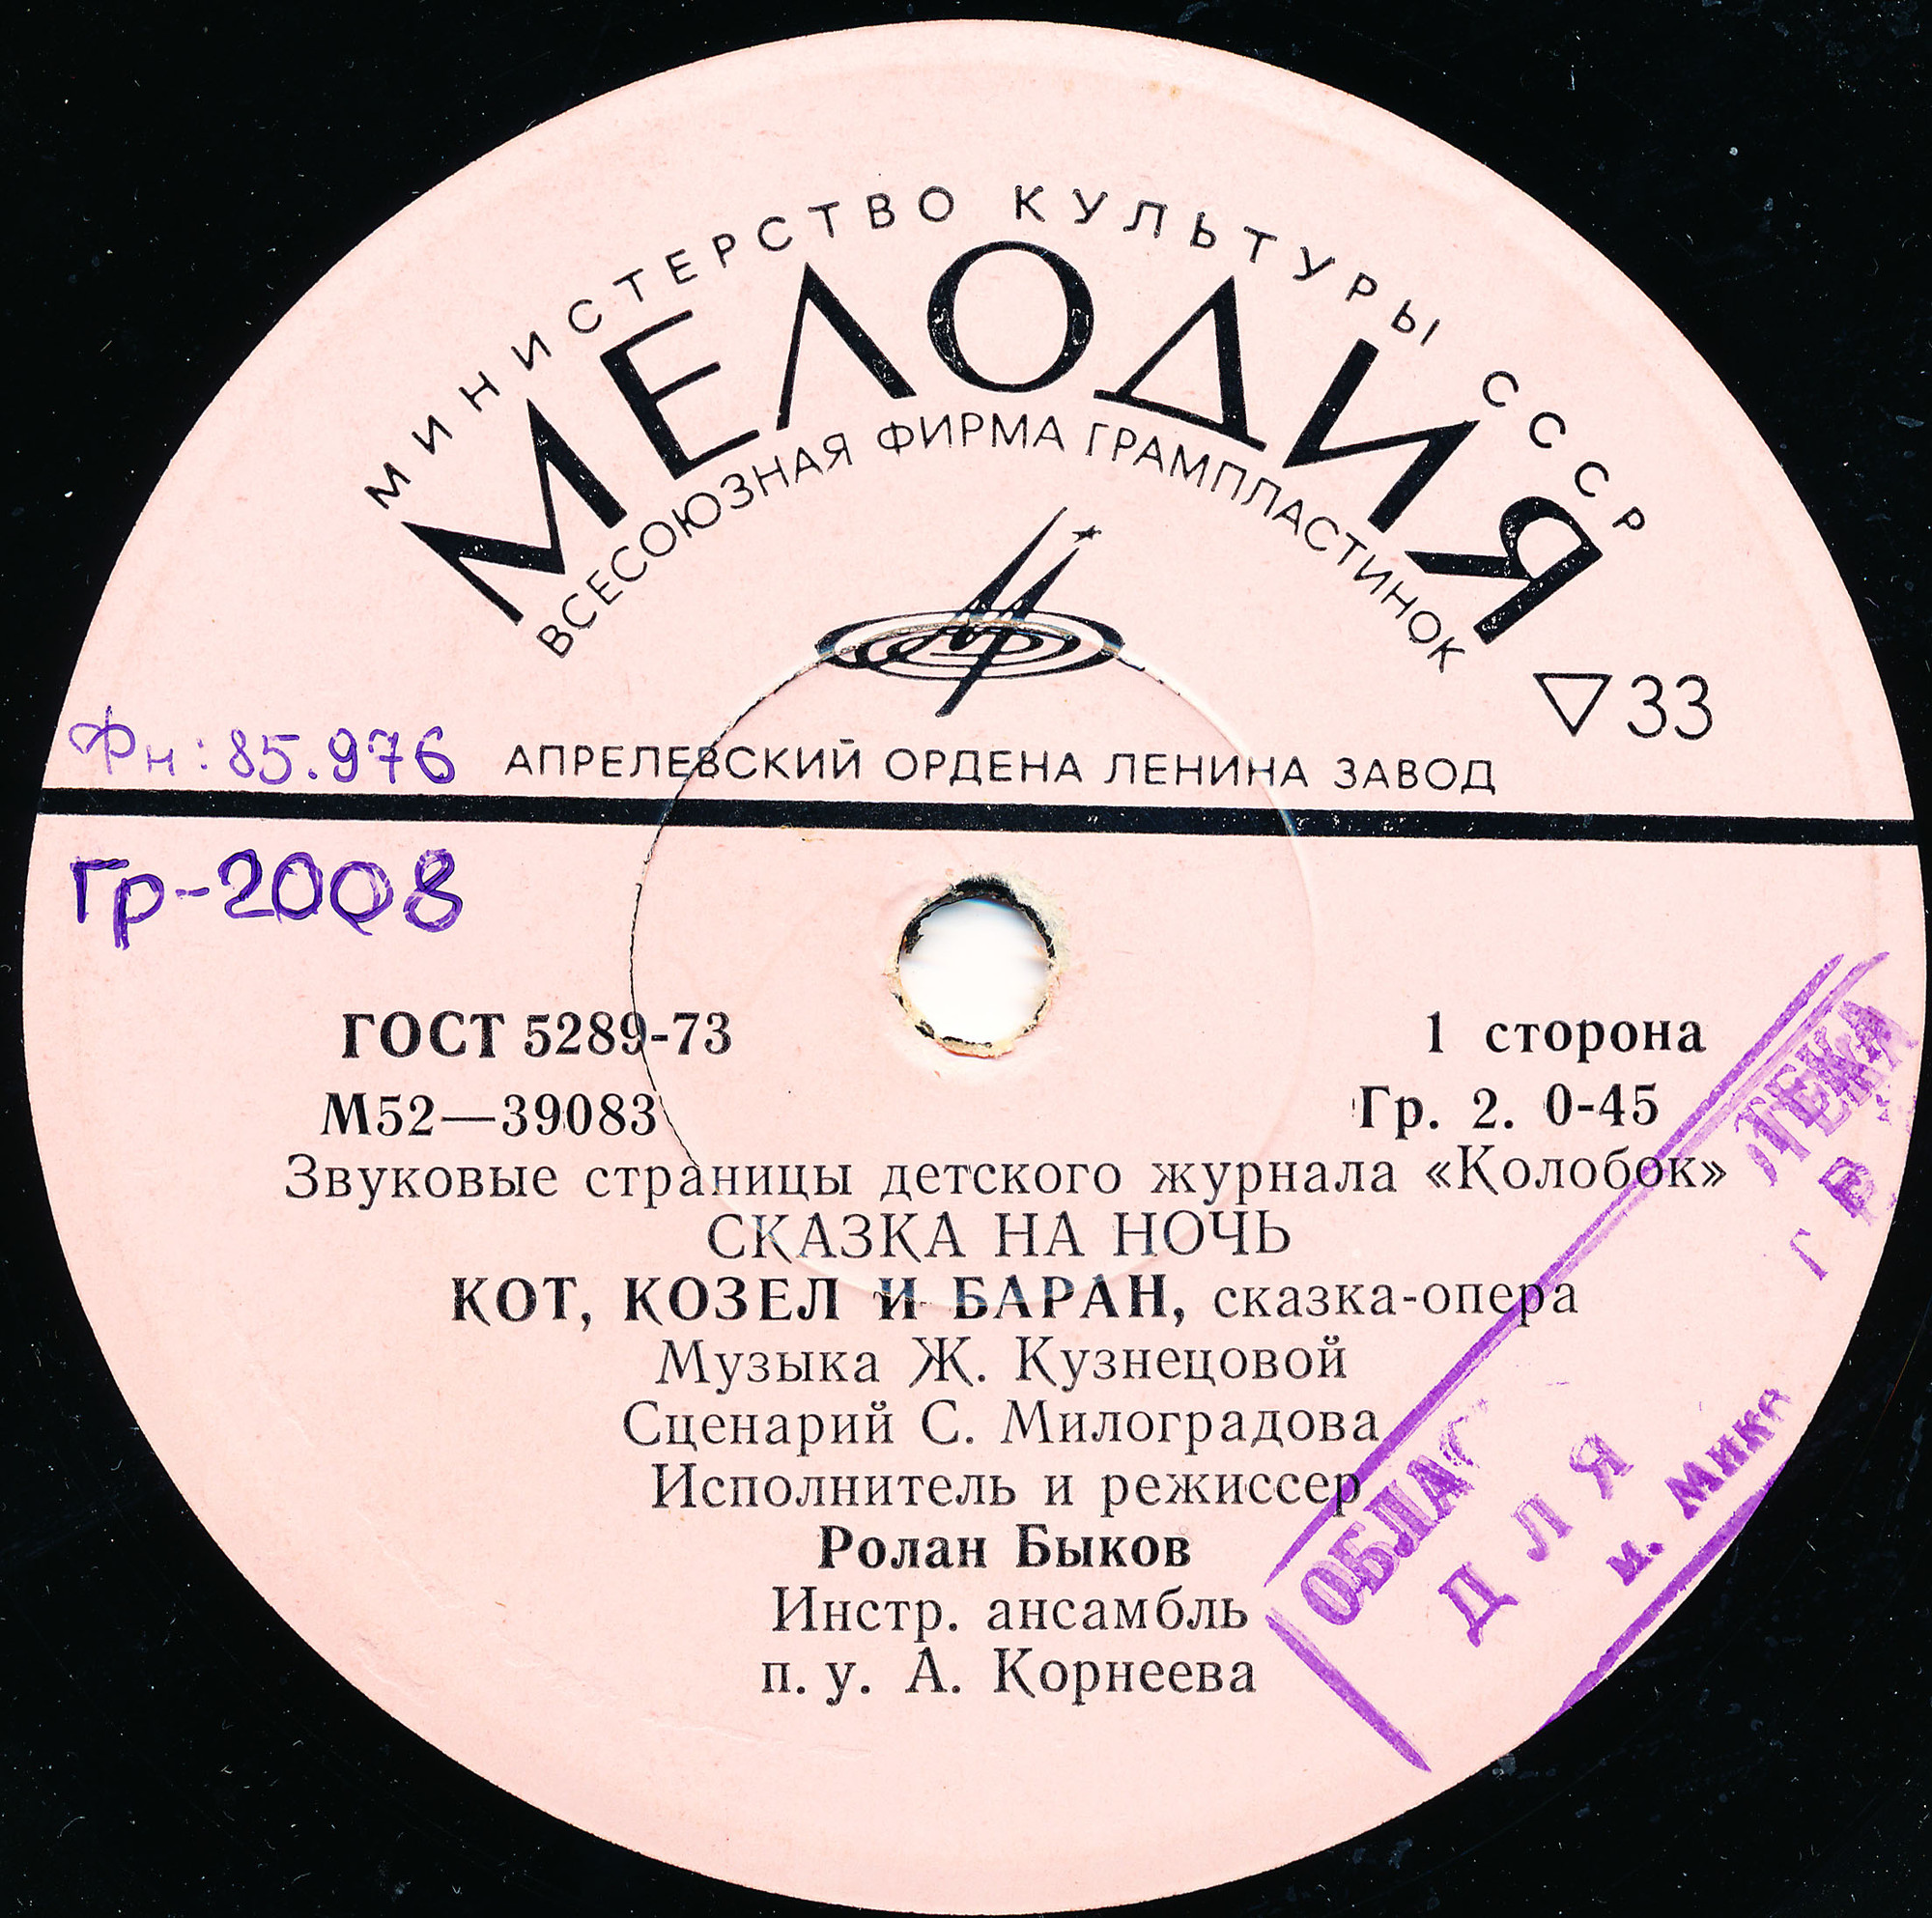 МИНИСТЕРСТВО КУЛЬТУРЫ СССР
МЕЛОДИЯ
ВСЕСОЮЗНАЯ ФИРМА ГРАМПЛАСТИНОК
33
Фн: 85.976
АПРЕЛЕВСКИЙ ОРДЕНА ЛЕНИНА ЗАВОД
Гр-2008
ГОСТ 5289-73
1 сторона
М52—39083
Гр. 2. 0-45
Звуковые страницы детского журнала «Колобок»
СКАЗКА НА НОЧЬ
КОТ, КОЗЕЛ И БАРАН, сказка-опера
Музыка Ж. Кузнецовой
Сценарий С. Милоградова
Исполнитель и режиссер
Ролан Быков
Инстр. ансамбль
п. у. А. Корнеева
ОБЛАС
ТЕКА
ДЛЯ
м.